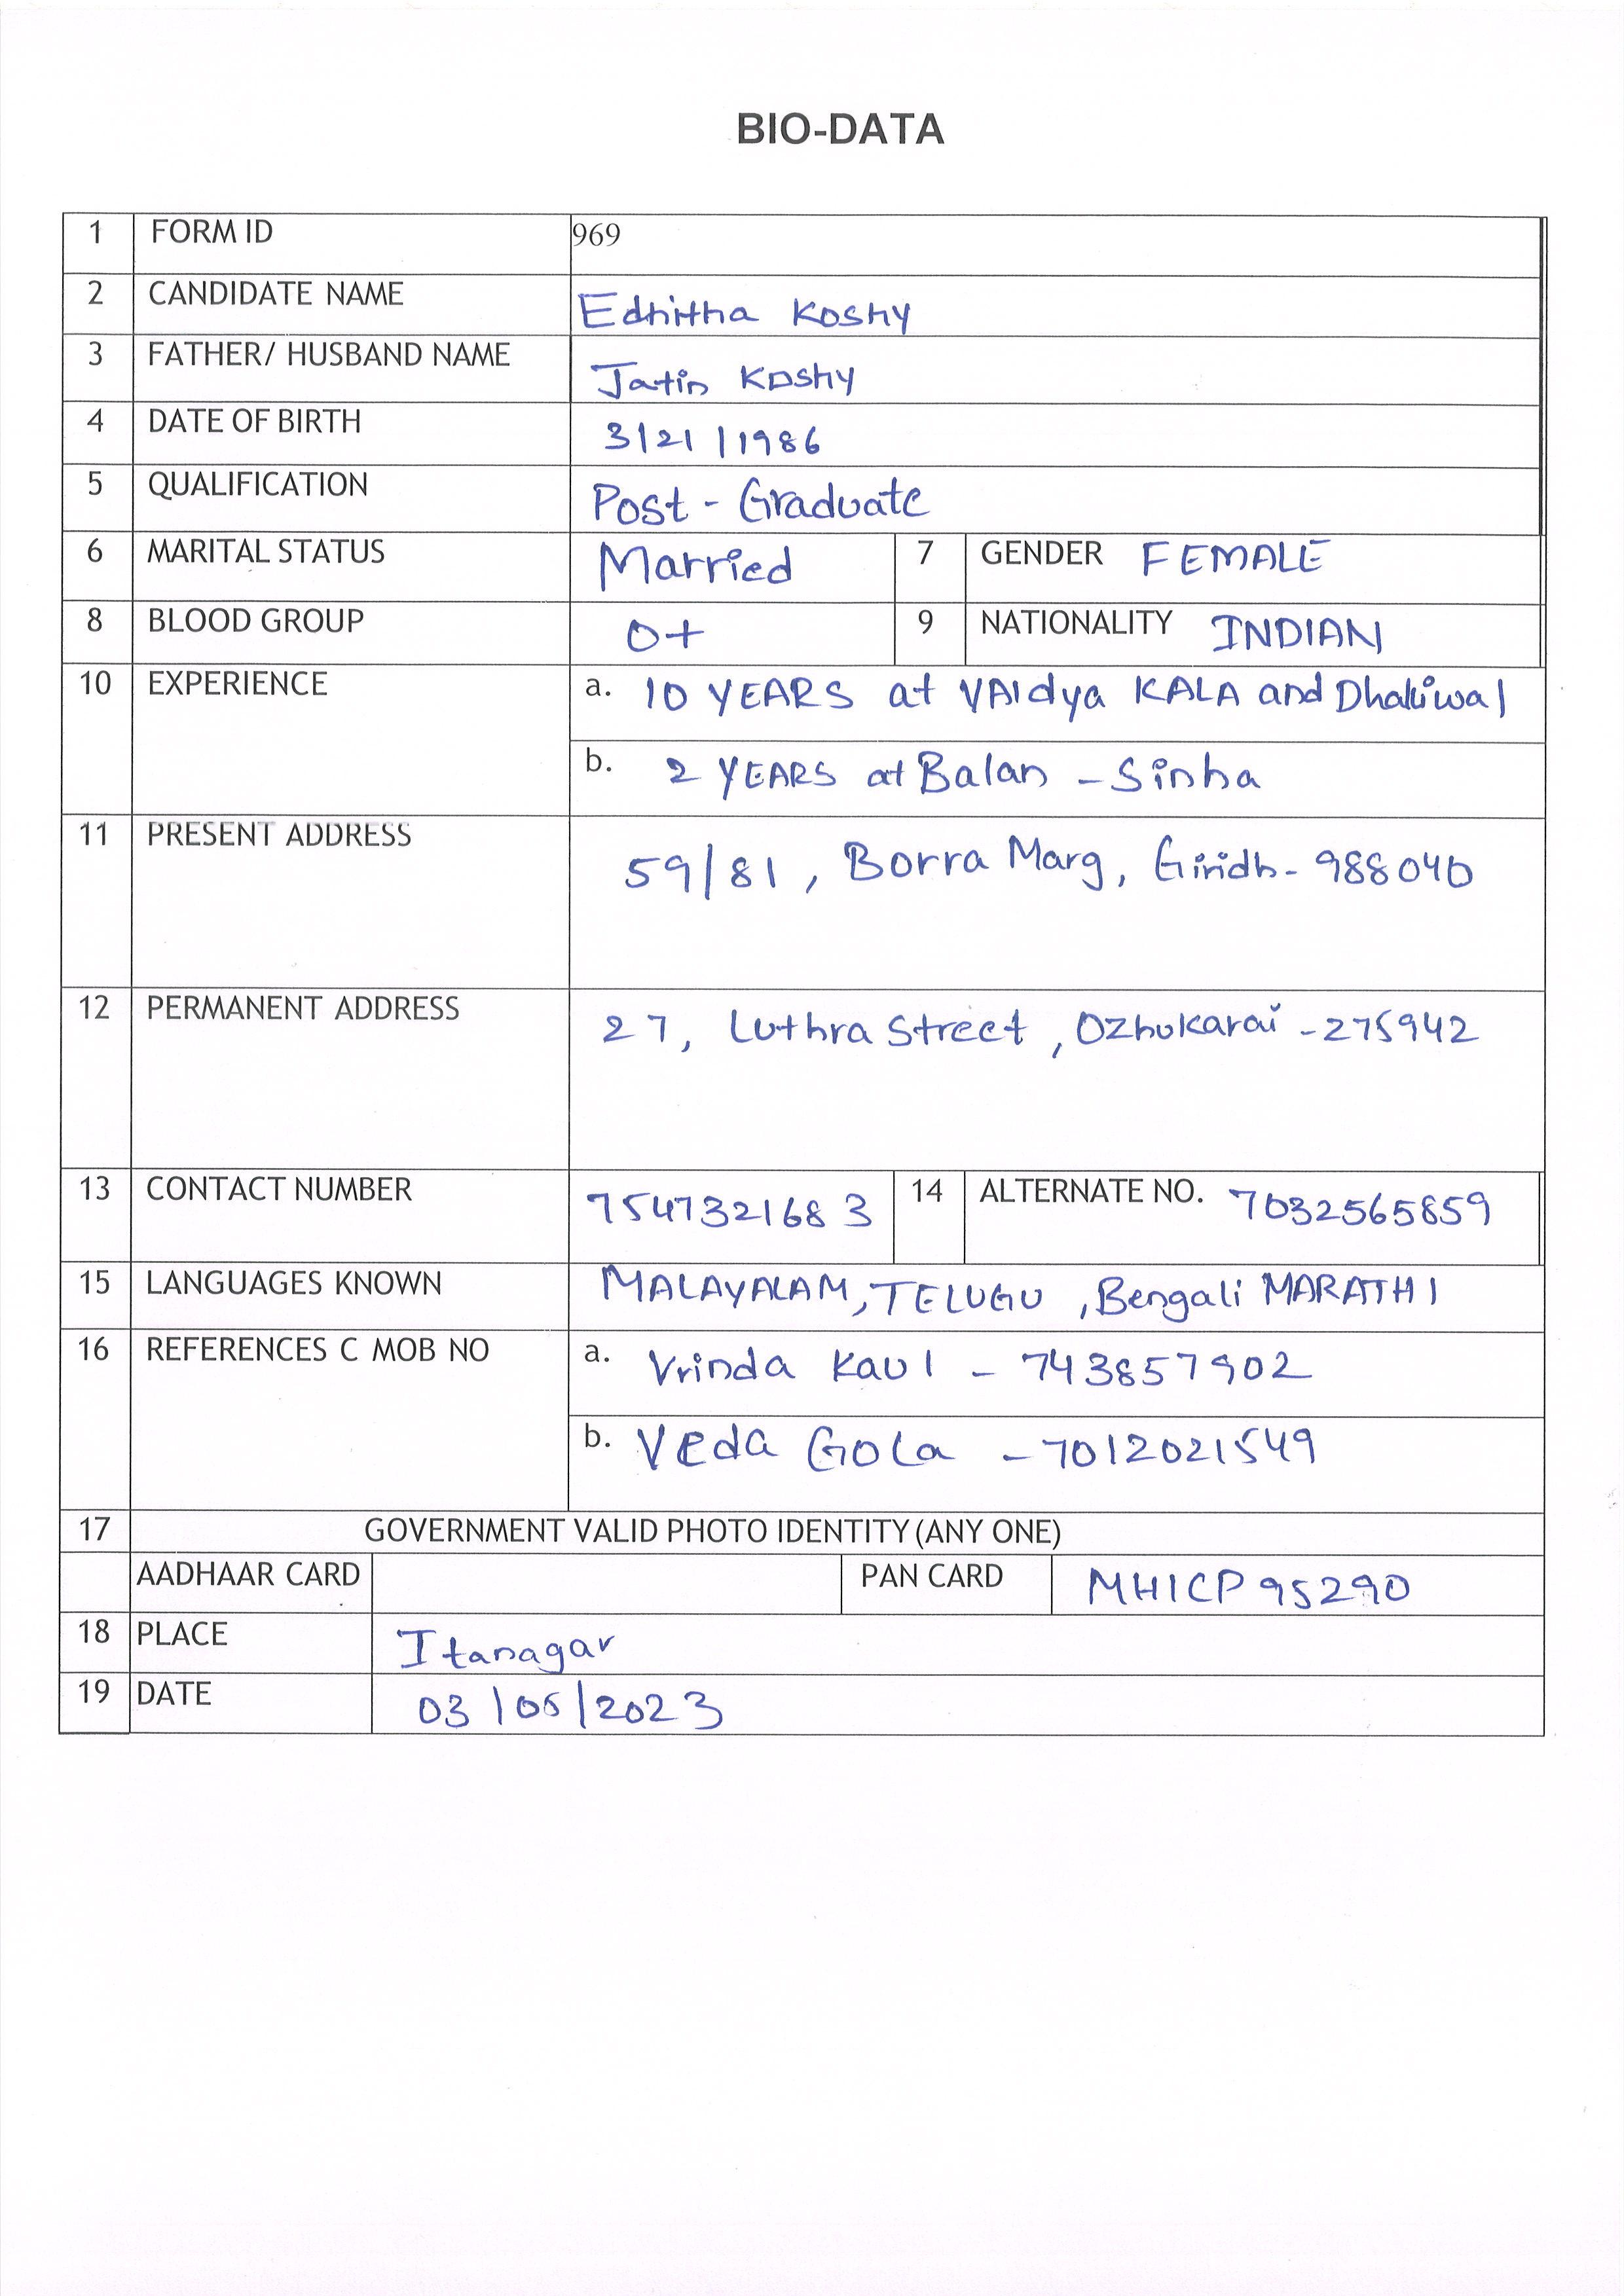 BIO-DATA
1 FORM ID 969
2 CANDIDATE NAME Edhitha Koshy
3 FATHER/ HUSBAND NAME Jatin Koshy
4 DATE OF BIRTH 3/21/1986
5 QUALIFICATION Post - Graduate
6 MARITAL STATUS Married 7 GENDER FEMALE
8 BLOOD GROUP O+ 9 NATIONALITY INDIAN
10 EXPERIENCE a. 10 YEARS at VAIdya KALA and Dhaliwal
b. 2 YEARS at Balan - Sinha
11 PRESENT ADDRESS 59/81, Borra Marg, - 988040
12 PERMANENT ADDRESS 27, Luthra Street, Ozhukarai - 275942
13 CONTACT NUMBER 7547321683 14 ALTERNATE NO. 7032565859
15 LANGUAGES KNOWN MALAYALAM, TELUGU, Bengali MARATHI
16 REFERENCES C MOB NO a. Vrinda Kaul - 743857902
b. Veda Gola - 7012021549
17 GOVERNMENT VALID PHOTO IDENTITY (ANY ONE)
AADHAAR CARD PAN CARD MHICP95290
18 PLACE Itanagar
19 DATE 03/05/2023